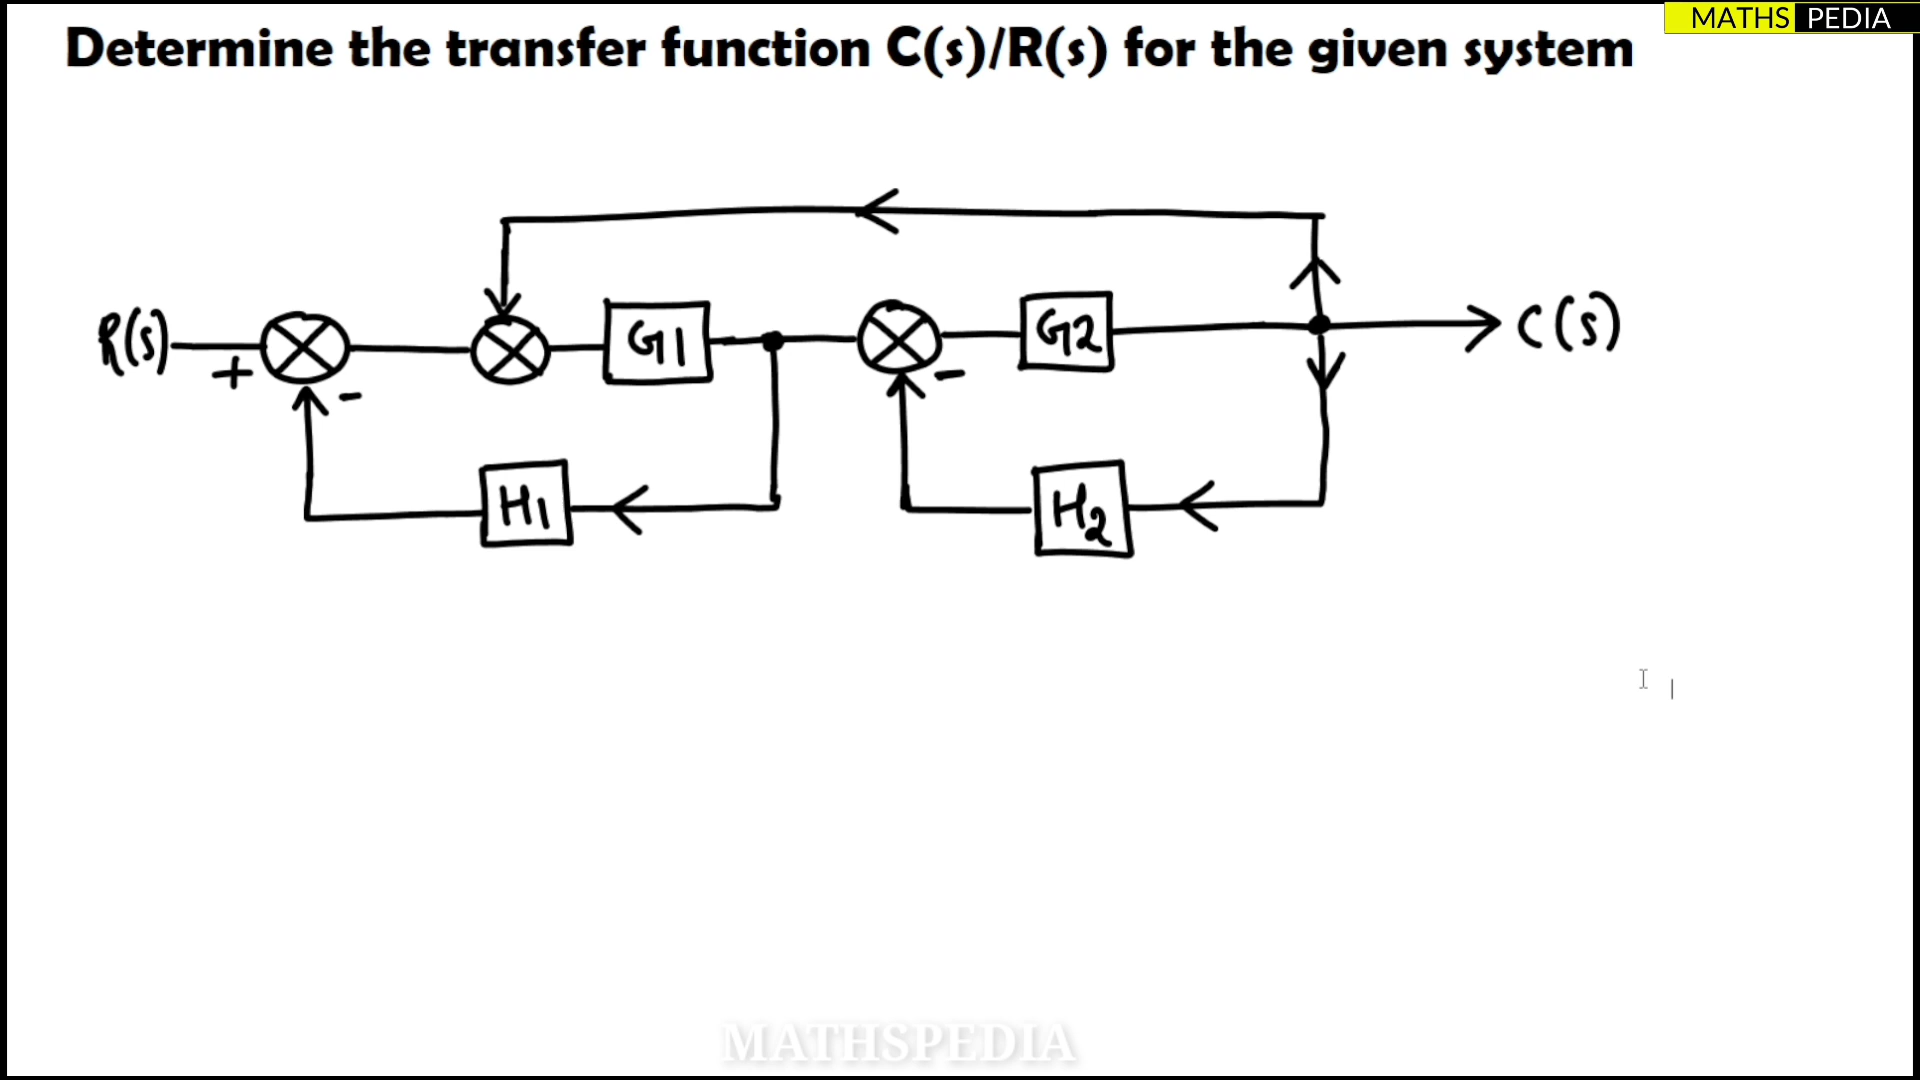 MATHS PEDIA
Determine the transfer function C(s)/R(s) for the given system
R(s)
+
-
G1
-
G2
C(s)
H1
H2
MATHSPEDIA